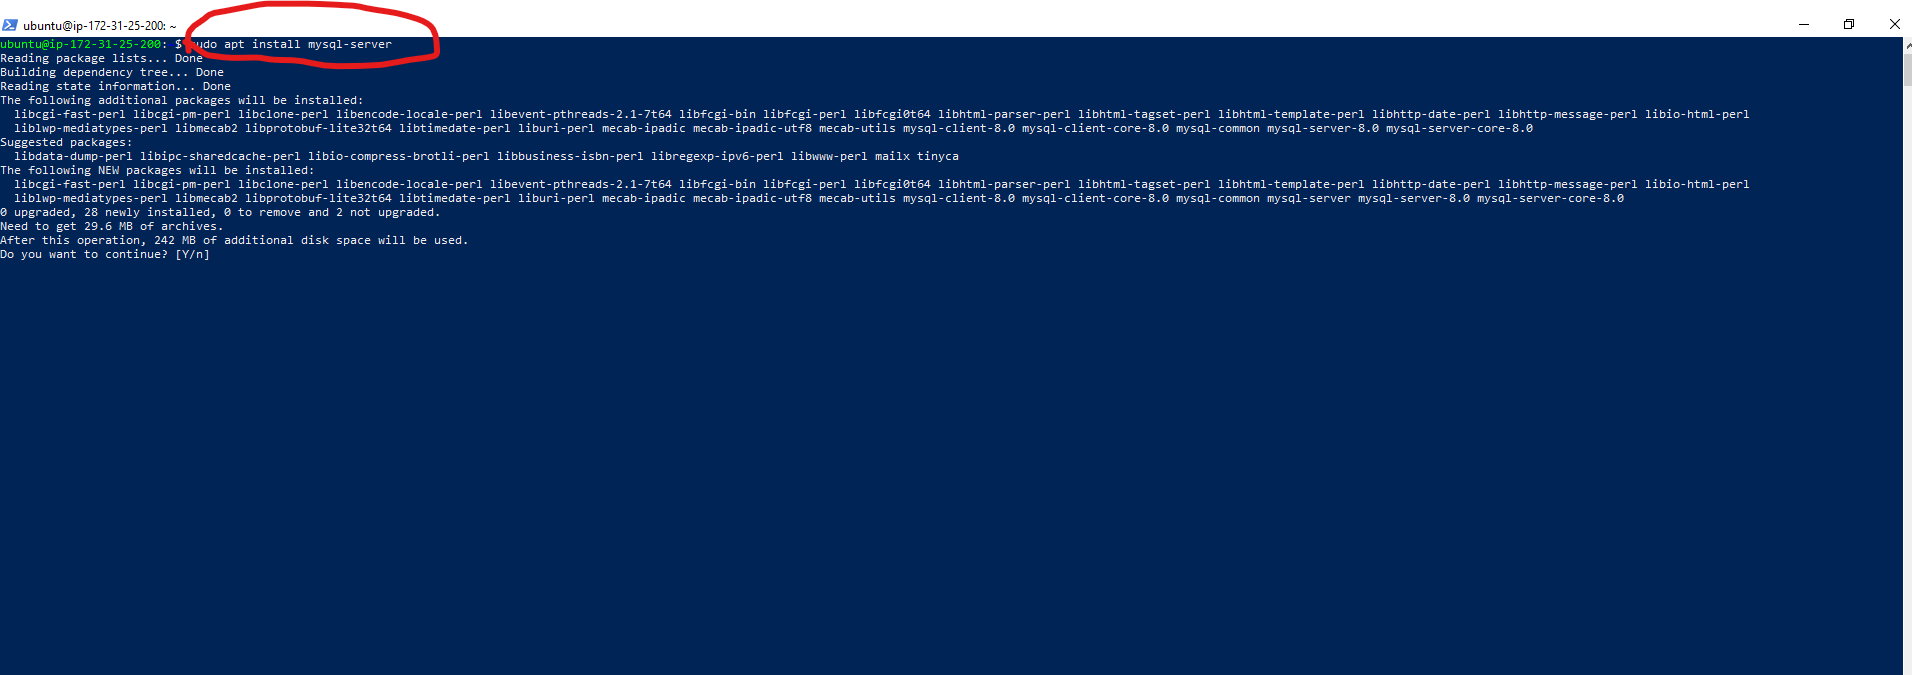 ubuntu@ip-172-31-25-200: ~
ubuntu@ip-172-31-25-200: $ sudo apt install mysql-server
Reading package lists... Done
Building dependency tree... Done
Reading state information... Done
The following additional packages will be installed:
libcgi-fast-perl libcgi-pm-perl libclone-perl libencode-locale-perl libevent-pthreads-2.1-7t64 libfcgi-bin libfcgi-perl libfcgi0t64 libhtml-parser-perl libhtml-tagset-perl libhtml-template-perl libhttp-date-perl libhttp-message-perl libio-html-perl
liblwp-mediatypes-perl libmecab2 libprotobuf-lite32t64 libtimedate-perl liburi-perl mecab-ipadic mecab-ipadic-utf8 mecab-utils mysql-client-8.0 mysql-client-core-8.0 mysql-common mysql-server-8.0 mysql-server-core-8.0
Suggested packages:
libdata-dump-perl libipc-sharedcache-perl libio-compress-brotli-perl libbusiness-isbn-perl libregexp-ipv6-perl libwww-perl mailx tinyca
The following NEW packages will be installed:
libcgi-fast-perl libcgi-pm-perl libclone-perl libencode-locale-perl libevent-pthreads-2.1-7t64 libfcgi-bin libfcgi-perl libfcgi0t64 libhtml-parser-perl libhtml-tagset-perl libhtml-template-perl libhttp-date-perl libhttp-message-perl libio-html-perl
liblwp-mediatypes-perl libmecab2 libprotobuf-lite32t64 libtimedate-perl liburi-perl mecab-ipadic mecab-ipadic-utf8 mecab-utils mysql-client-8.0 mysql-client-core-8.0 mysql-common mysql-server mysql-server-8.0 mysql-server-core-8.0
0 upgraded, 28 newly installed, 0 to remove and 2 not upgraded.
Need to get 29.6 MB of archives.
After this operation, 242 MB of additional disk space will be used.
Do you want to continue? [Y/n]